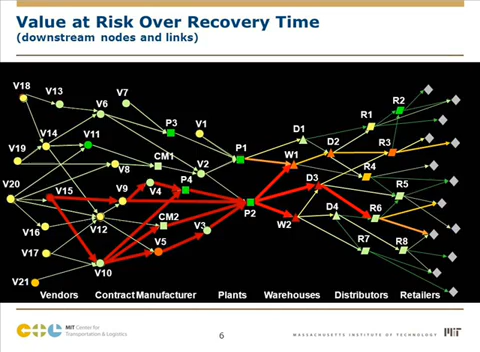 Value at Risk Over Recovery Time
(downstream nodes and links)
V18
V13
V7
V6
P3
V1
R2
R1
V14
V11
D1
P1
D2
R3
V19
CM1
W1
V8
V2
R4
V20
V15
V9
V4
P4
D3
R5
P2
CM2
D4
R6
V16
V12
V3
W2
V17
V5
R7
R8
V10
V21
Vendors Contract Manufacturer Plants Warehouses Distributors Retailers
CTL MIT Center for
Transportation & Logistics
6
MASSACHUSETTS INSTITUTE OF TECHNOLOGY